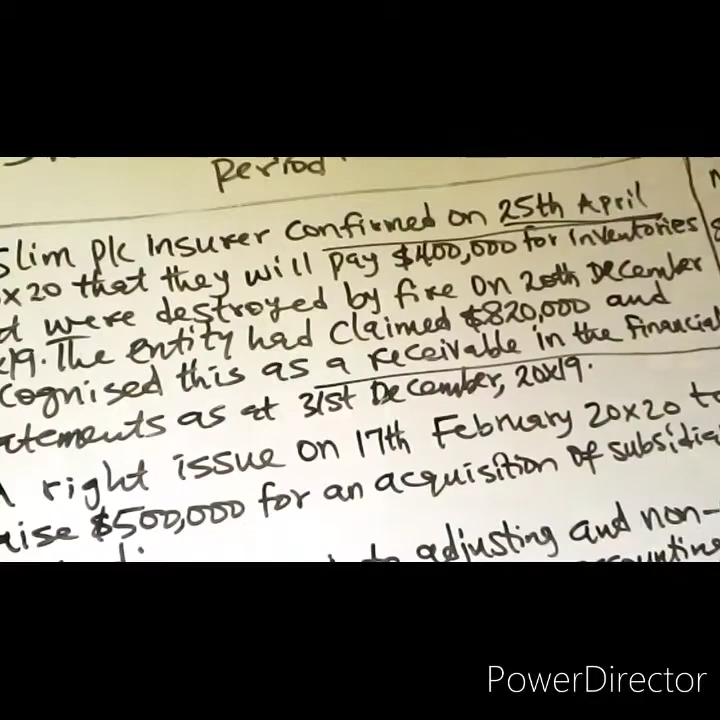 Period
Slim plc insurer confirmed on 25th April
x20 that they will pay $400,000 for inventories
were destroyed by fire on 20th December
19. The entity had claimed $820,000 and
cognised this as a receivable in the financial
atements as at 31st December, 20x19.
right issue on 17th February 20x20 to
aise $500,000 for an acquisition of subsidia
adjusting and non-
PowerDirector